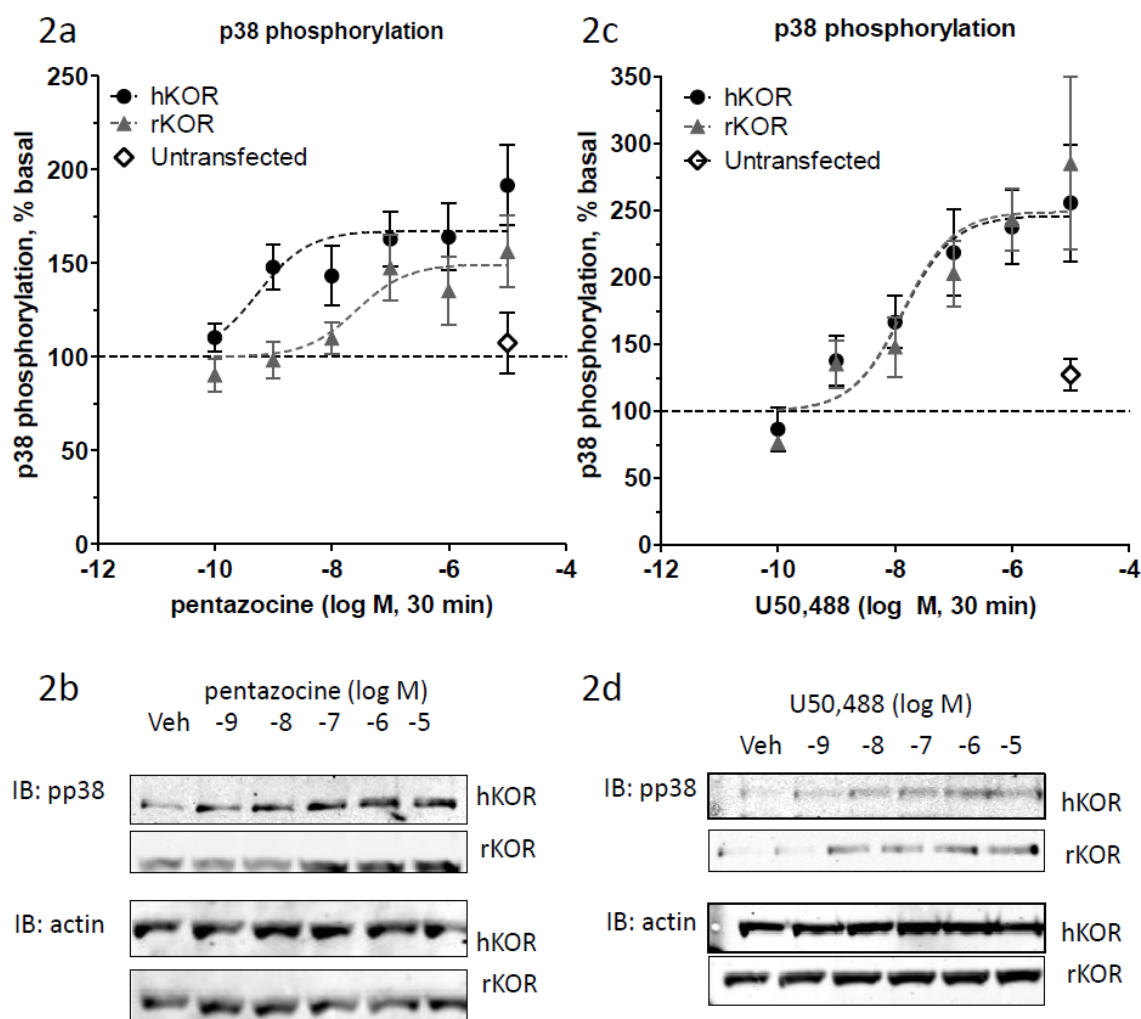 2a
p38 phosphorylation
250
200
150
100
50
0
hKOR
rKOR
Untransfected
p38 phosphorylation, % basal
-12 -10 -8 -6 -4
pentazocine (log M, 30 min)
2c
p38 phosphorylation
350
300
250
200
150
100
50
0
hKOR
rKOR
Untransfected
p38 phosphorylation, % basal
-12 -10 -8 -6 -4
U50,488 (log M, 30 min)
2b
pentazocine (log M)
Veh -9 -8 -7 -6 -5
IB: pp38
hKOR
rKOR
IB: actin
hKOR
rKOR
2d
U50,488 (log M)
Veh -9 -8 -7 -6 -5
IB: pp38
hKOR
rKOR
IB: actin
hKOR
rKOR